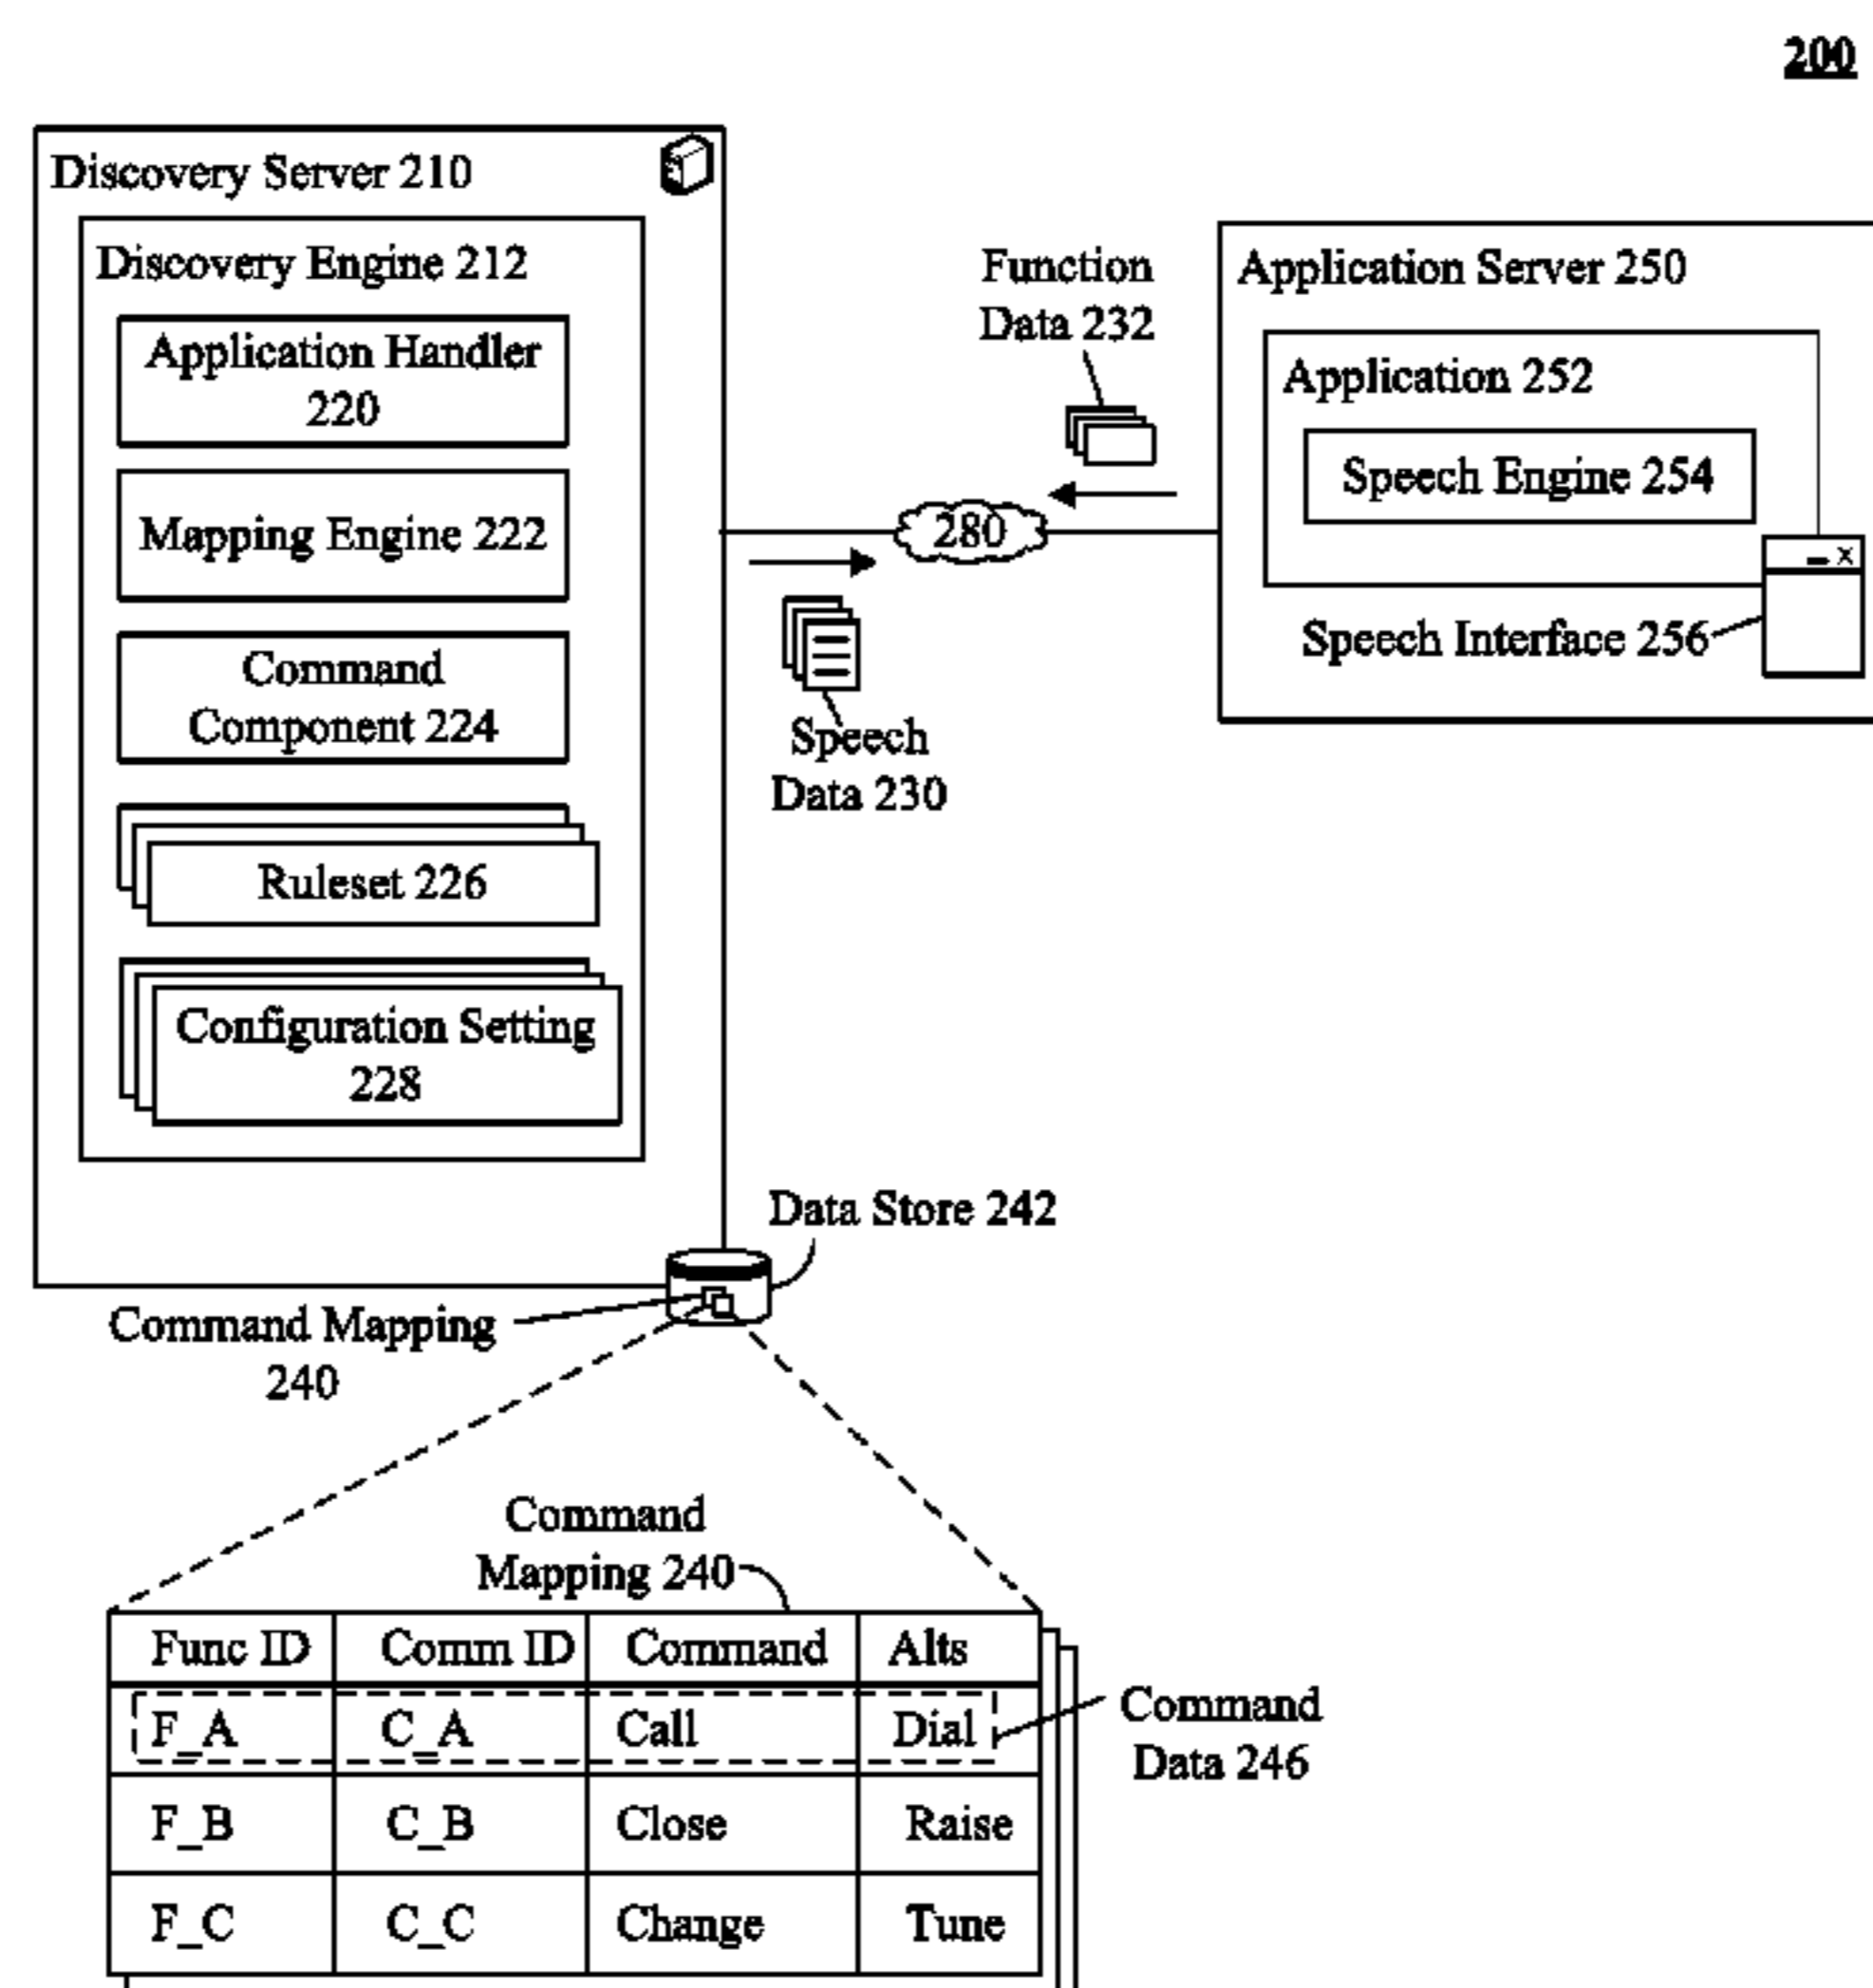 200
Discovery Server 210
Discovery Engine 212
Application Handler
220
Mapping Engine 222
Command
Component 224
Ruleset 226
Configuration Setting
228
Function
Data 232
280
Speech
Data 230
Application Server 250
Application 252
Speech Engine 254
Speech Interface 256
Data Store 242
Command Mapping
240
Command
Mapping 240
Func ID Comm ID Command Alts
F_A C_A Call Dial
F_B C_B Close Raise
F_C C_C Change Tune
Command
Data 246